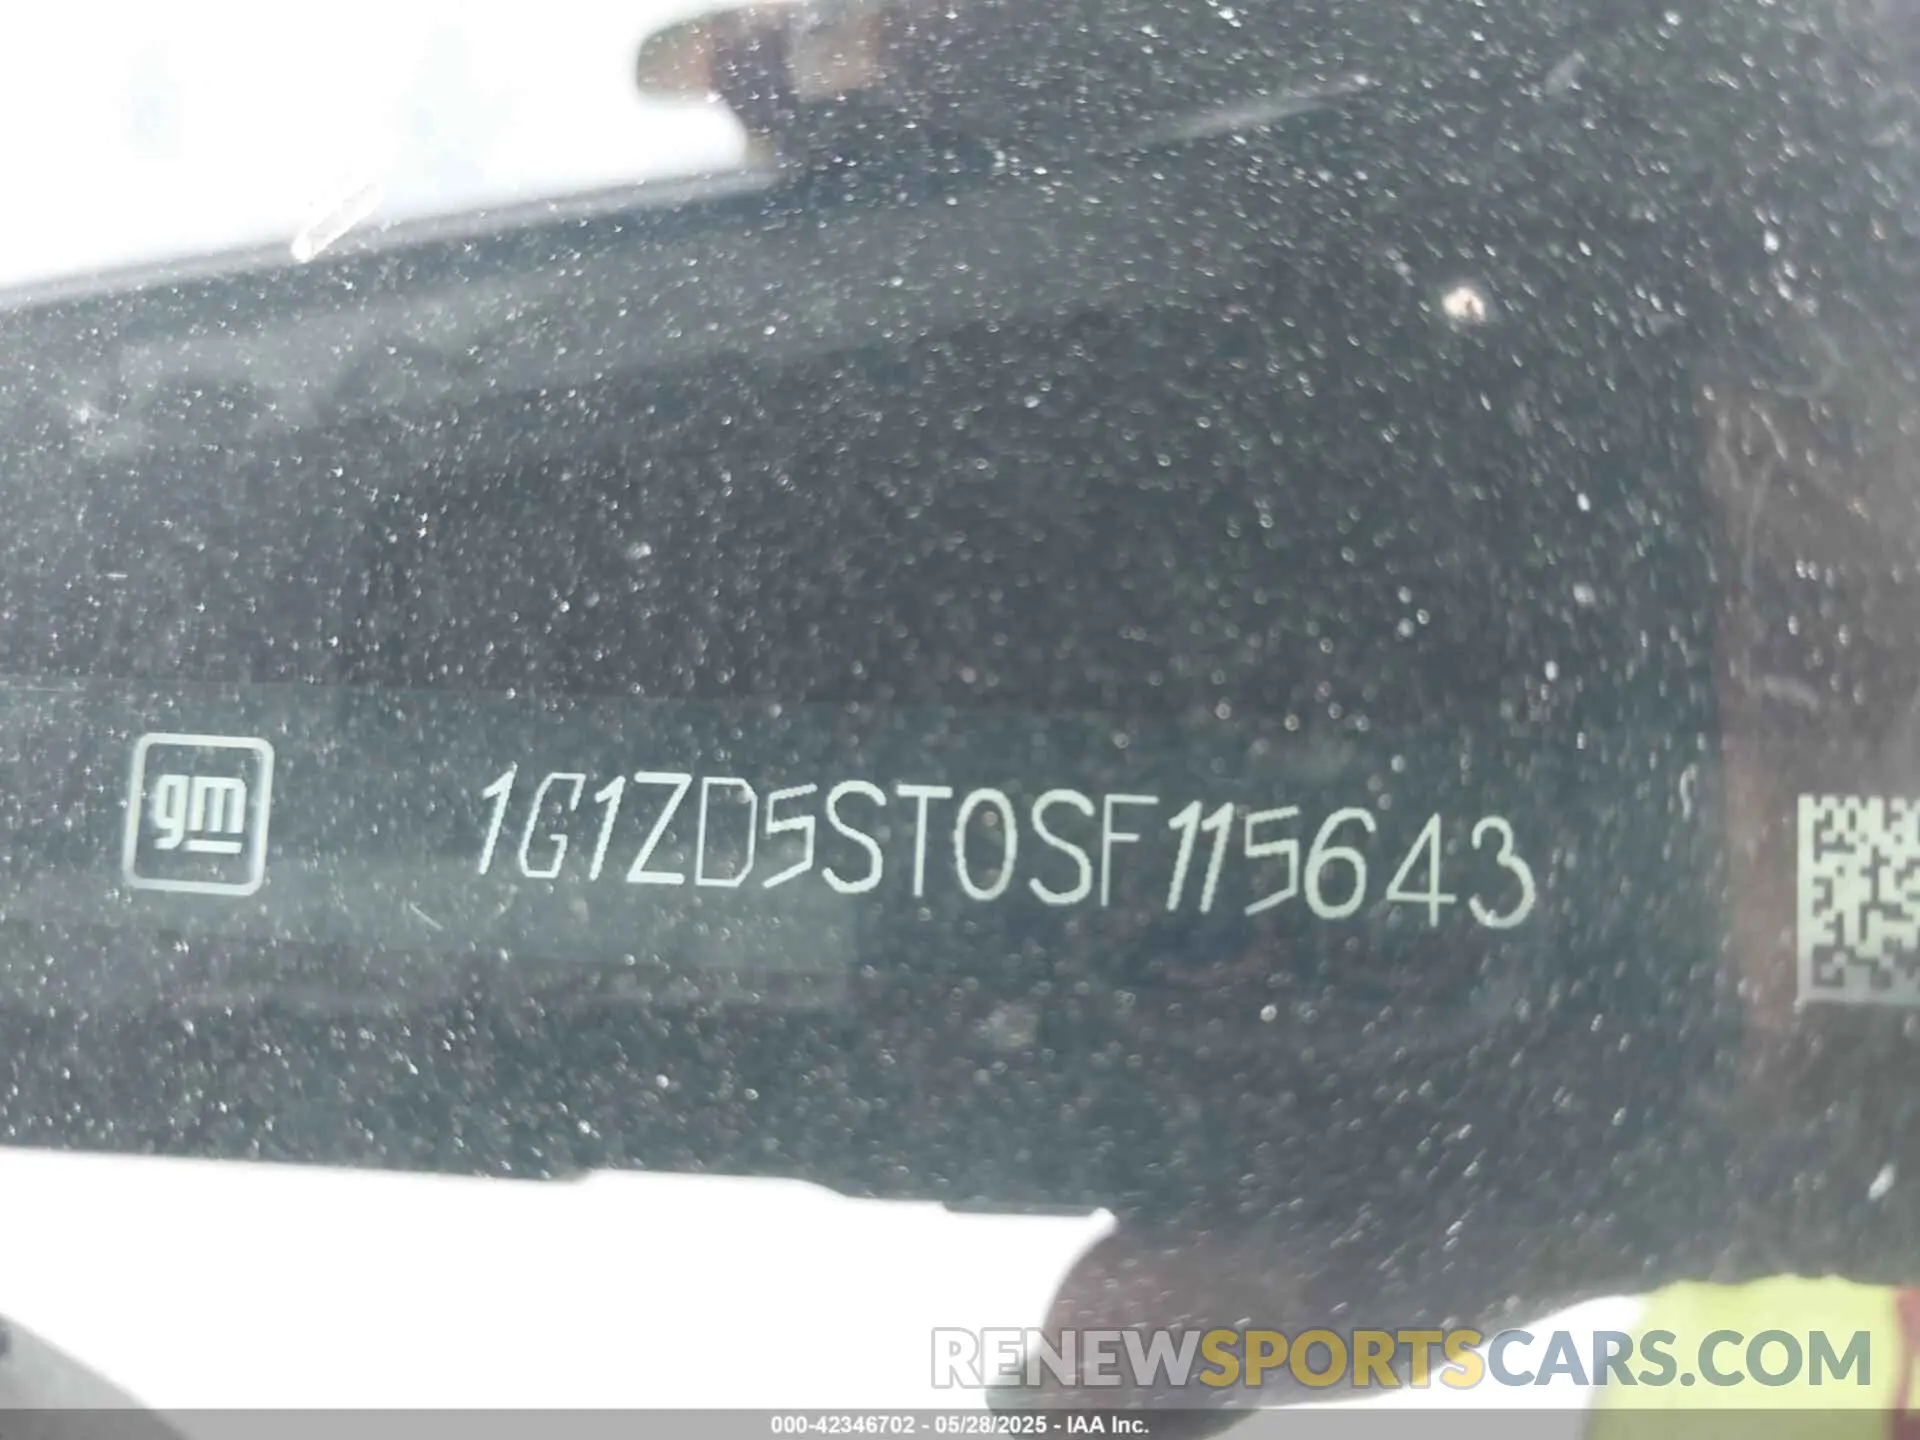 gm
1G1ZD5ST0SF115643
RENEWSPORTSCARS.COM
000-42346702 - 05/28/2025 - IAA Inc.